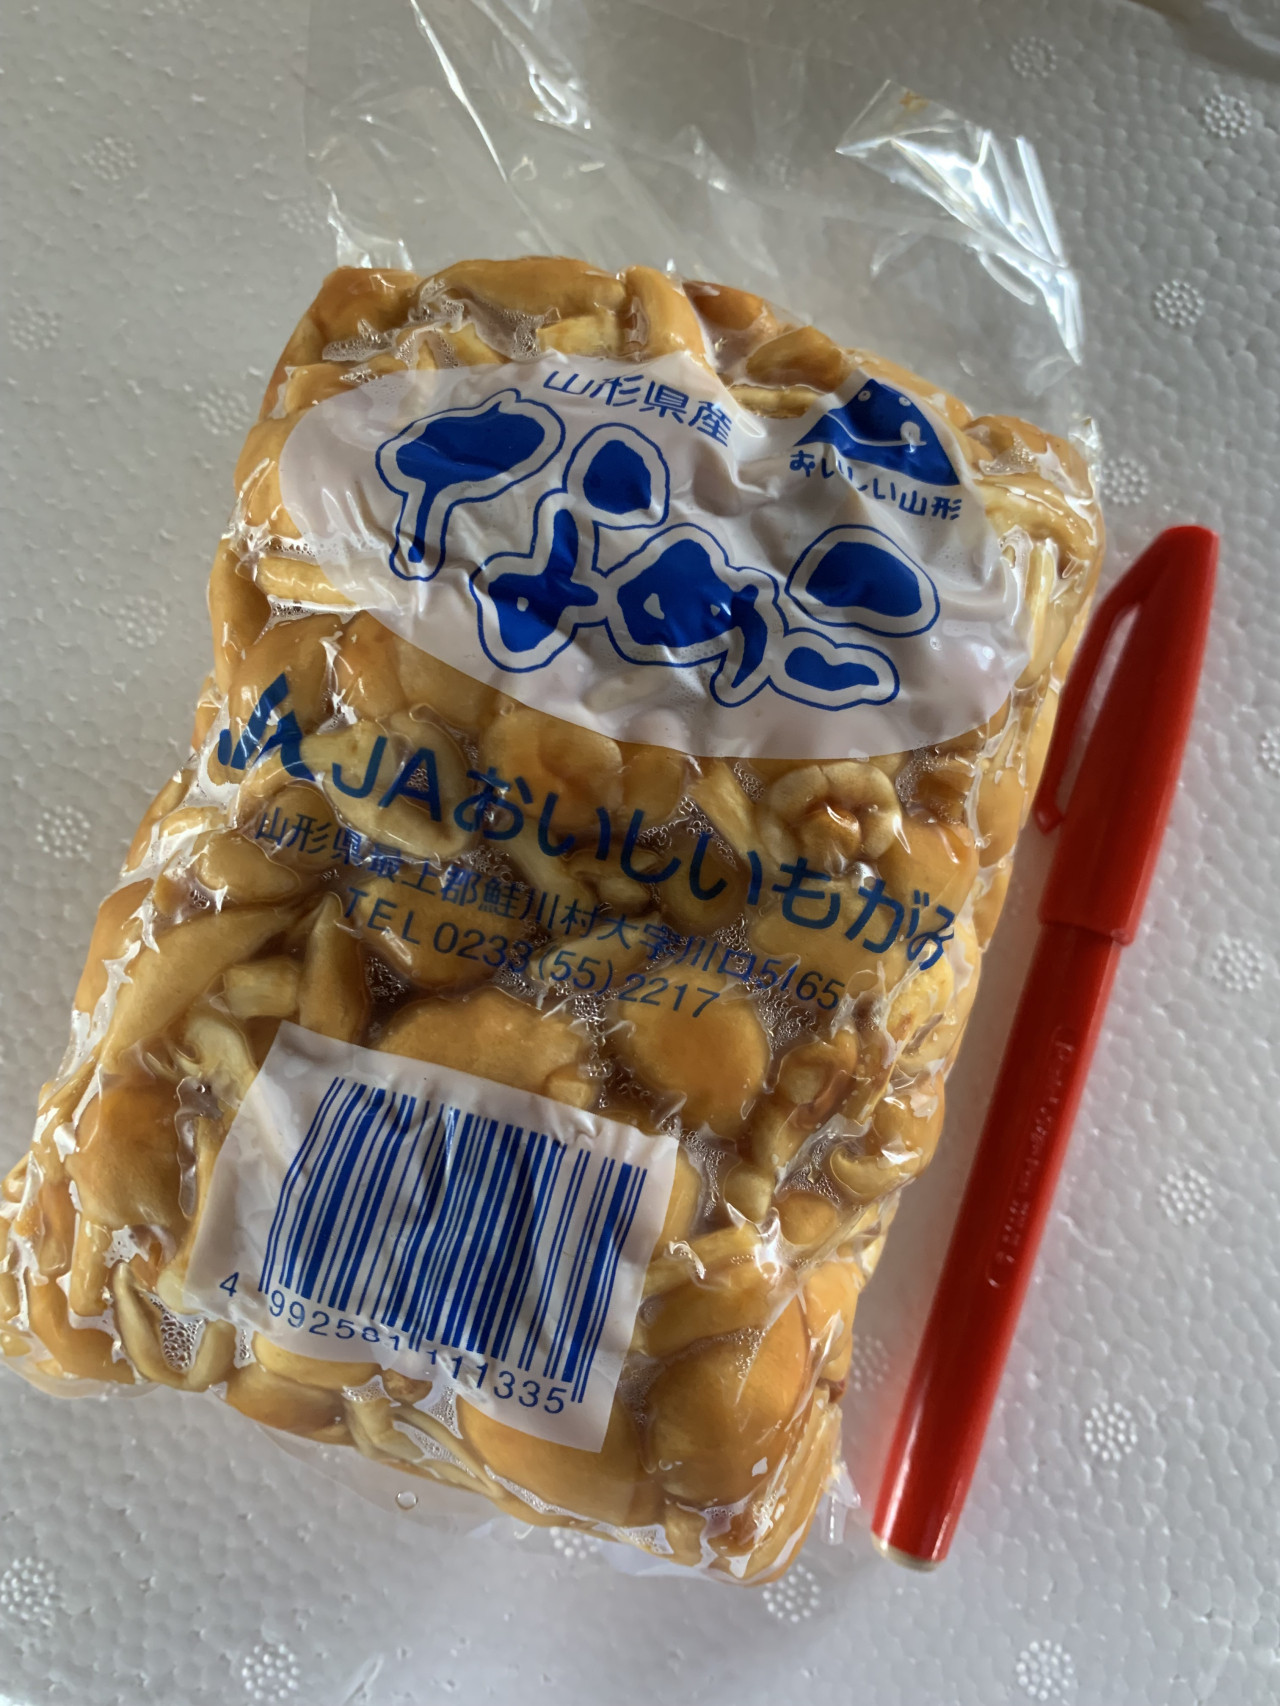 山形県産
なめこ
おいしい山形
JA JAおいしいもがみ
山形県最上郡鮭川村大字川口5165
TEL 0233(55)2217
4 992581 111335